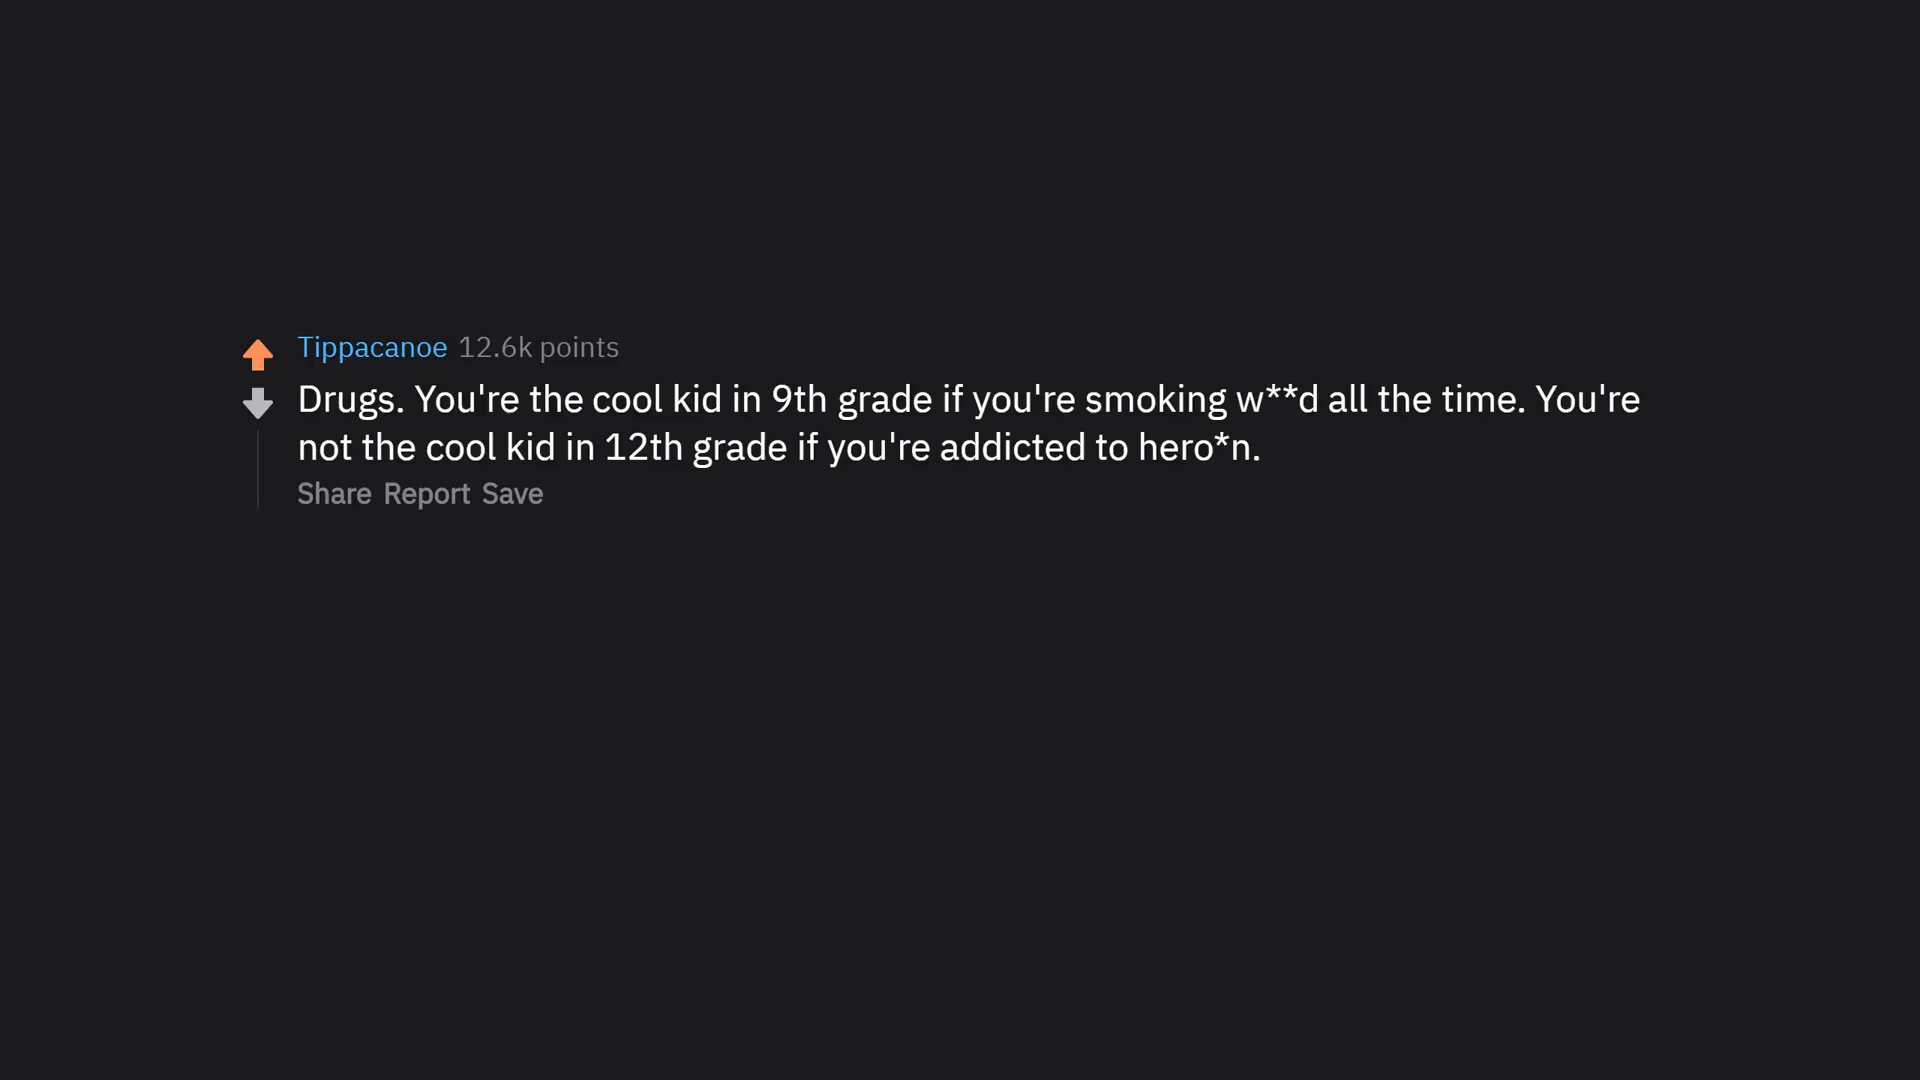 Tippacanoe 12.6k points
Drugs. You're the cool kid in 9th grade if you're smoking w**d all the time. You're
not the cool kid in 12th grade if you're addicted to hero*n.
Share Report Save